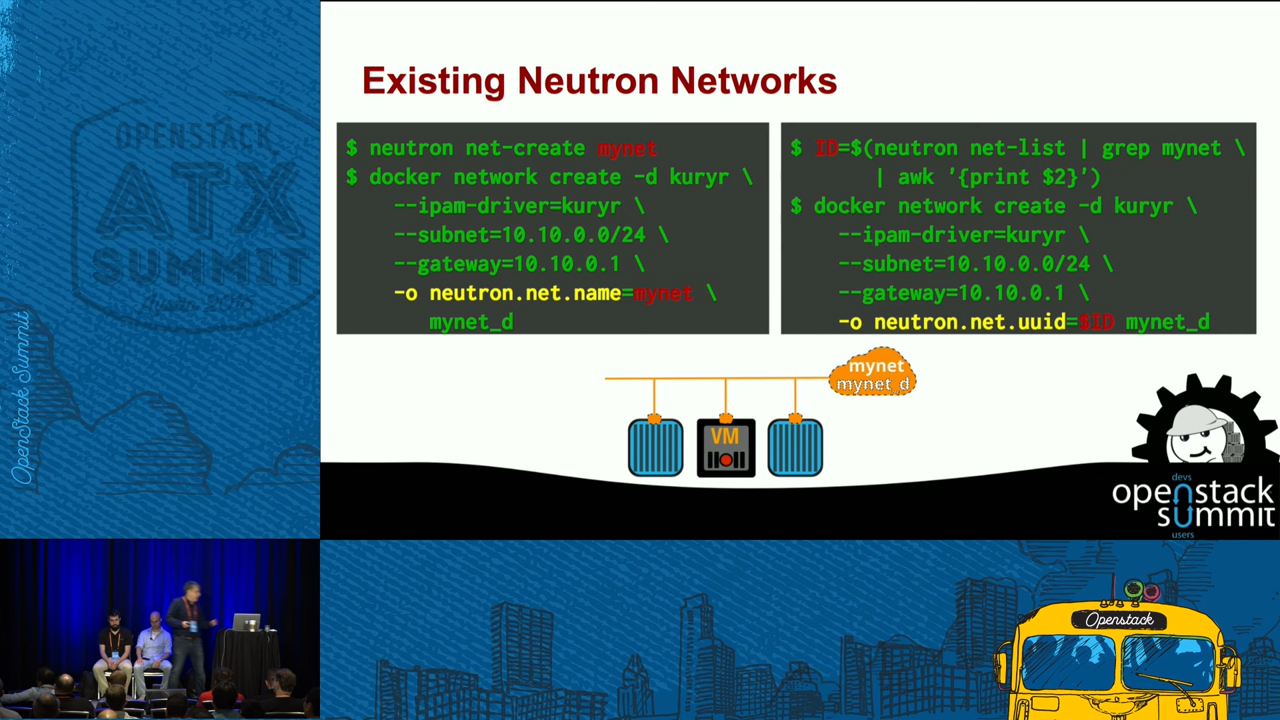 Existing Neutron Networks
$ neutron net-create mynet
$ docker network create -d kuryr \
--ipam-driver=kuryr \
--subnet=10.10.0.0/24 \
--gateway=10.10.0.1 \
-o neutron.net.name=mynet \
mynet_d
$ ID=$(neutron net-list | grep mynet \
| awk '{print $2}')
$ docker network create -d kuryr \
--ipam-driver=kuryr \
--subnet=10.10.0.0/24 \
--gateway=10.10.0.1 \
-o neutron.net.uuid=$ID mynet_d
mynet
mynet_d
VM
devs
openstack
summit
users
OPENSTACK
ATX
SUMMIT
OpenStack Summit
Openstack